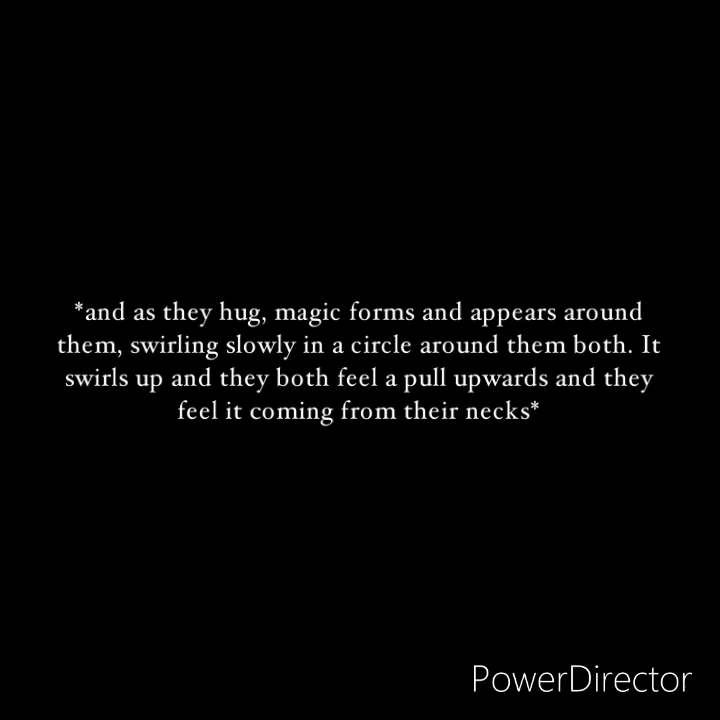 *and as they hug, magic forms and appears around
them, swirling slowly in a circle around them both. It
swirls up and they both feel a pull upwards and they
feel it coming from their necks*
PowerDirector